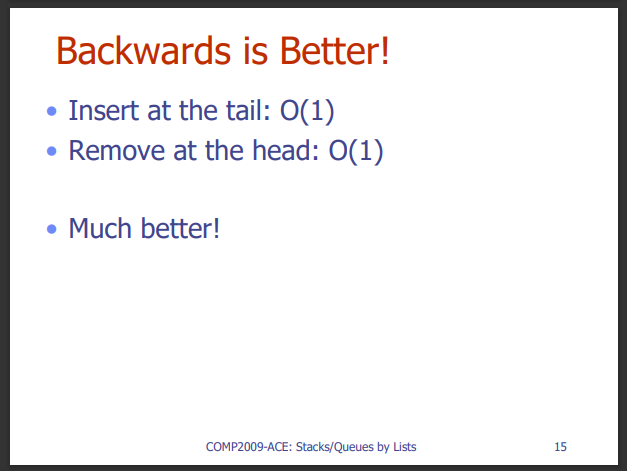 Backwards is Better!
• Insert at the tail: O(1)
• Remove at the head: O(1)
• Much better!
COMP2009-ACE: Stacks/Queues by Lists
15